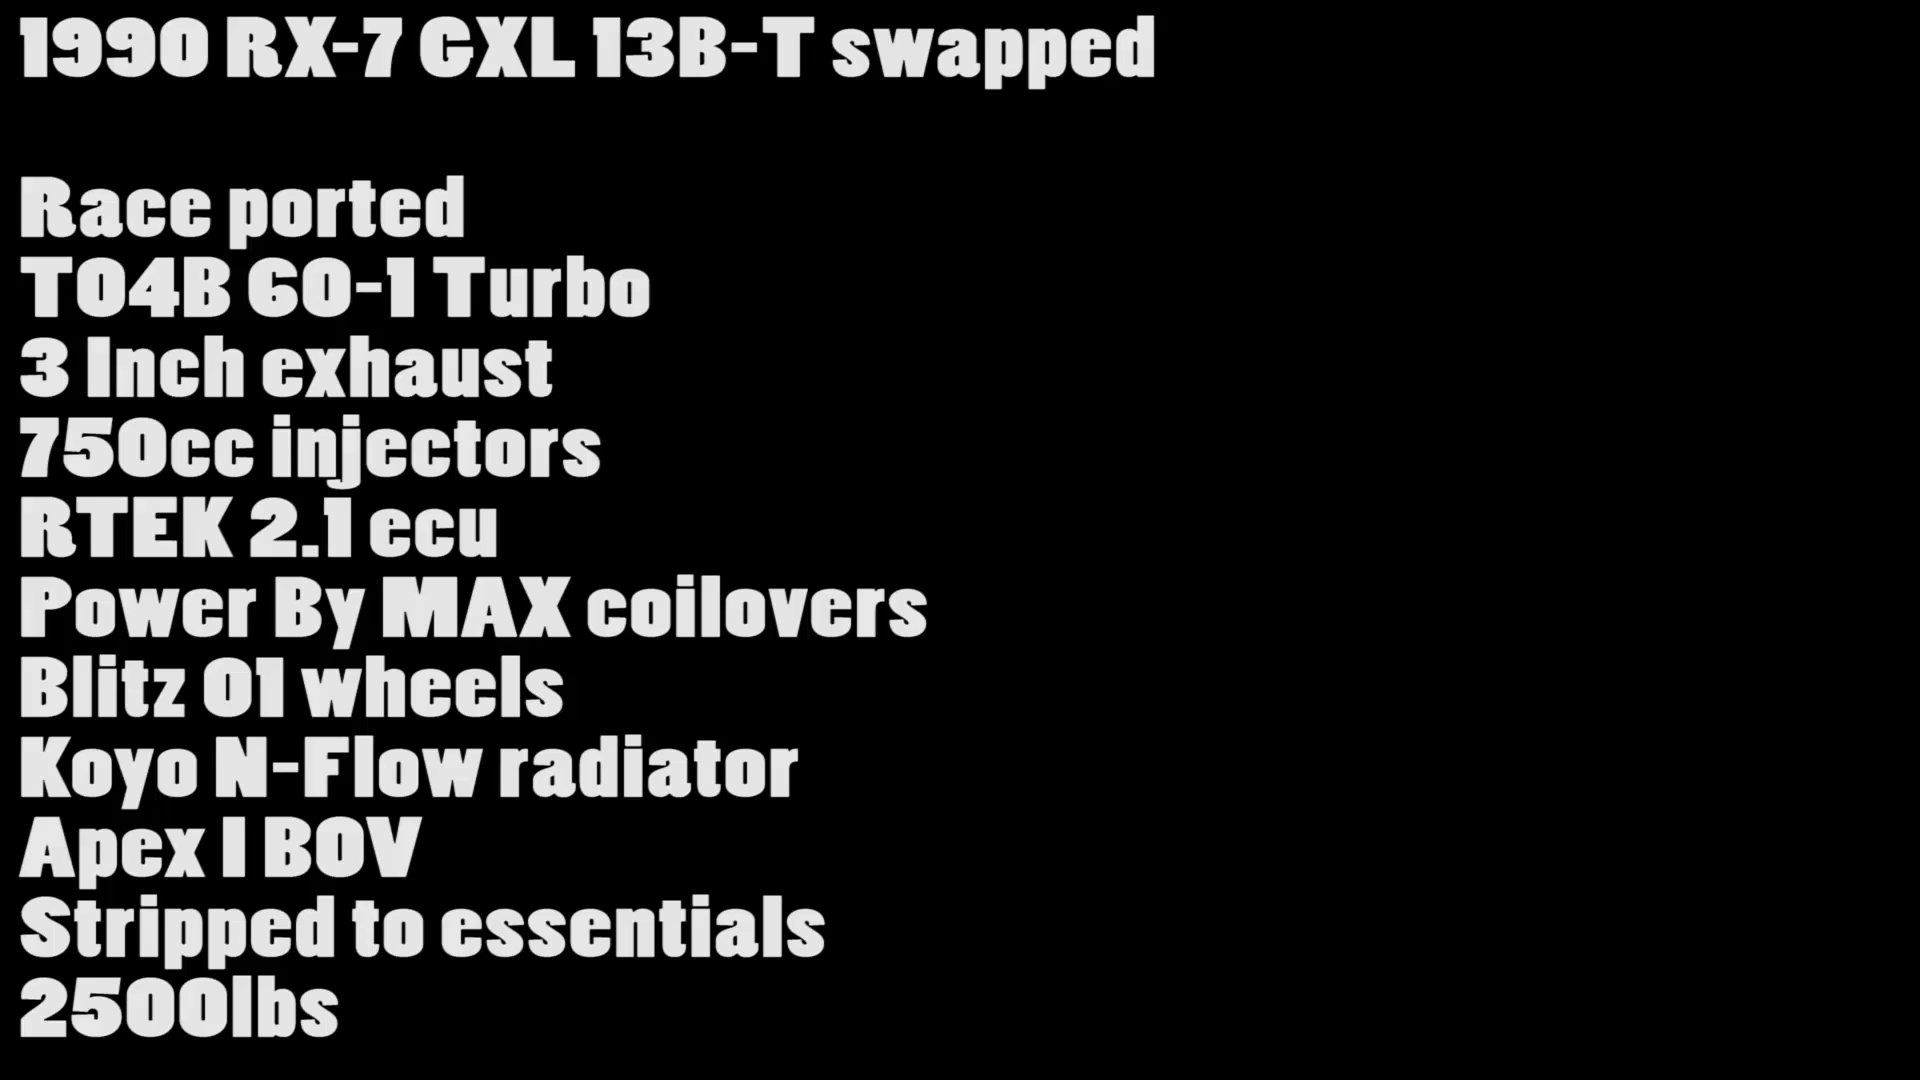 1990 RX-7 GXL 13B-T swapped
Race ported
T04B 60-1 Turbo
3 Inch exhaust
750cc injectors
RTEK 2.1 ecu
Power By MAX coilovers
Blitz 01 wheels
Koyo N-Flow radiator
Apex I BOV
Stripped to essentials
2500lbs